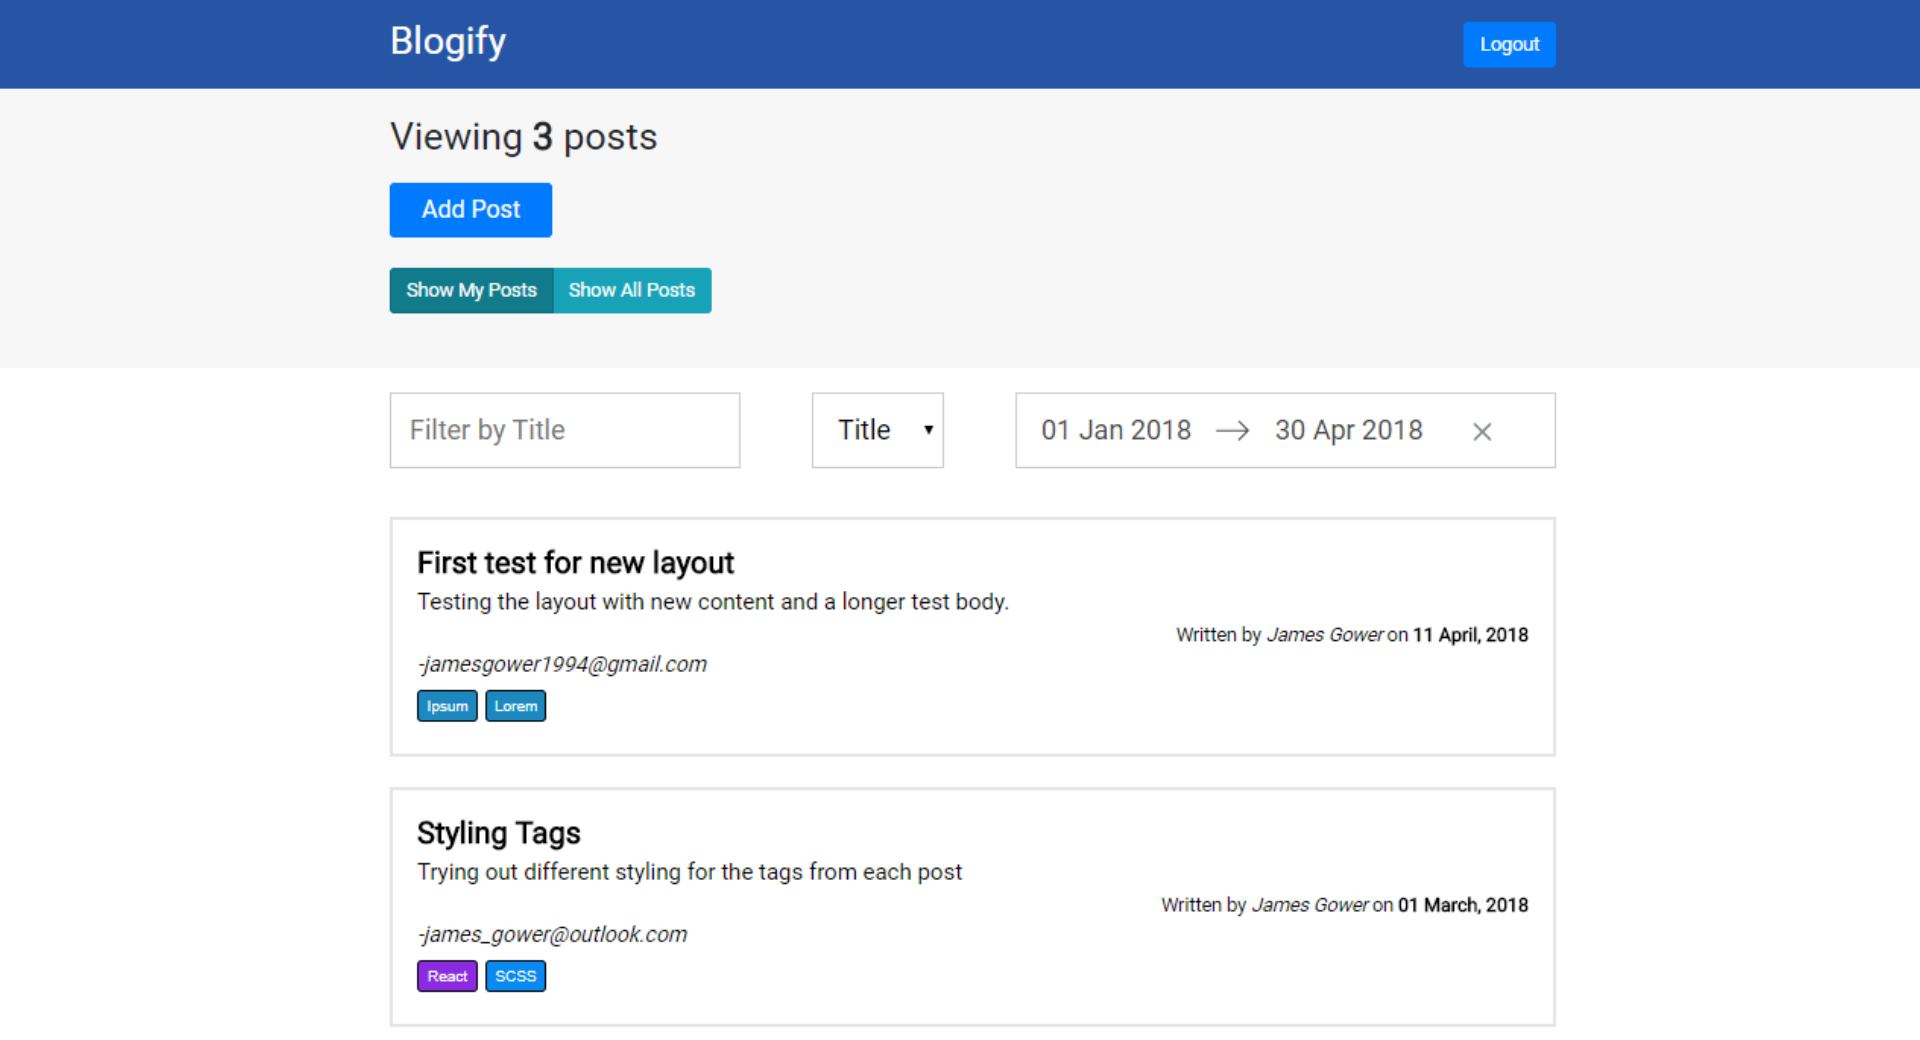 Blogify
Logout
Viewing 3 posts
Add Post
Show My Posts Show All Posts
Filter by Title
Title
01 Jan 2018 → 30 Apr 2018
First test for new layout
Testing the layout with new content and a longer test body.
Written by James Gower on 11 April, 2018
-jamesgower1994@gmail.com
Ipsum Lorem
Styling Tags
Trying out different styling for the tags from each post
Written by James Gower on 01 March, 2018
-james_gower@outlook.com
React SCSS